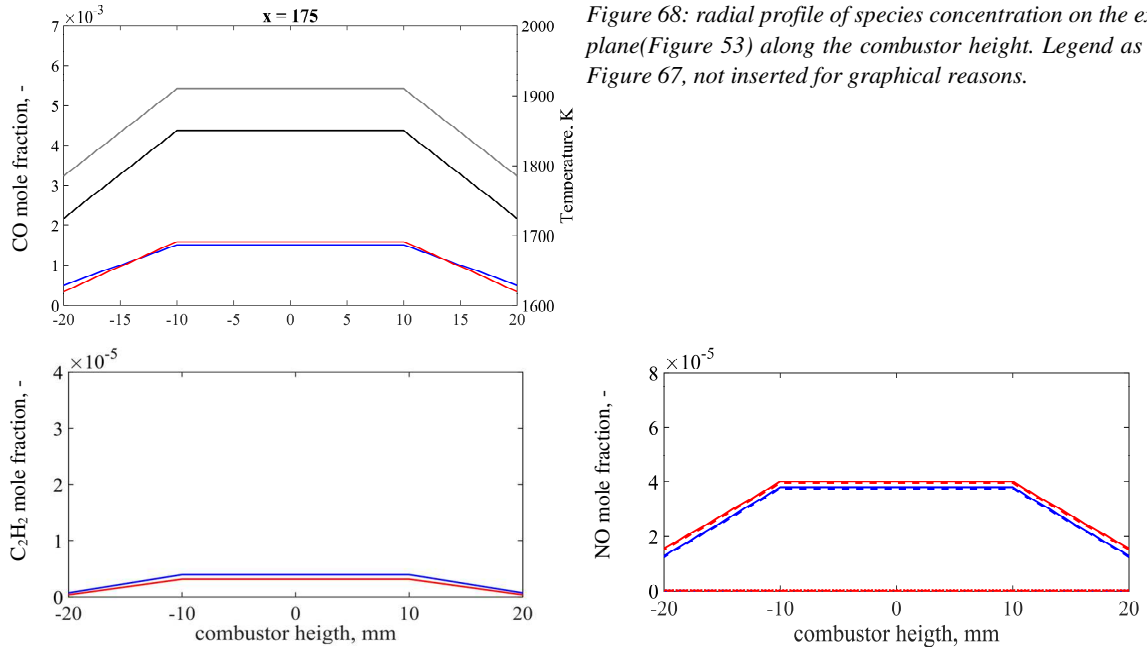 x = 175
×10⁻³
7
6
5
4
3
2
1
0
CO mole fraction, -
2000
1900
1800
1700
1600
Temperature, K
-20 -15 -10 -5 0 5 10 15 20
Figure 68: radial profile of species concentration on the
plane(Figure 53) along the combustor height. Legend as
Figure 67, not inserted for graphical reasons.
×10⁻⁵
4
3
2
1
0
C₂H₂ mole fraction, -
-20 -10 0 10 20
combustor heigth, mm
×10⁻⁵
8
6
4
2
0
NO mole fraction, -
-20 -10 0 10 20
combustor heigth, mm